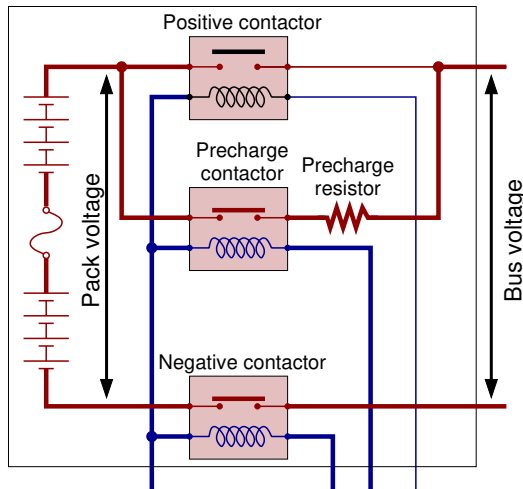 Positive contactor
Precharge
contactor
Precharge
resistor
Pack voltage
Bus voltage
Negative contactor